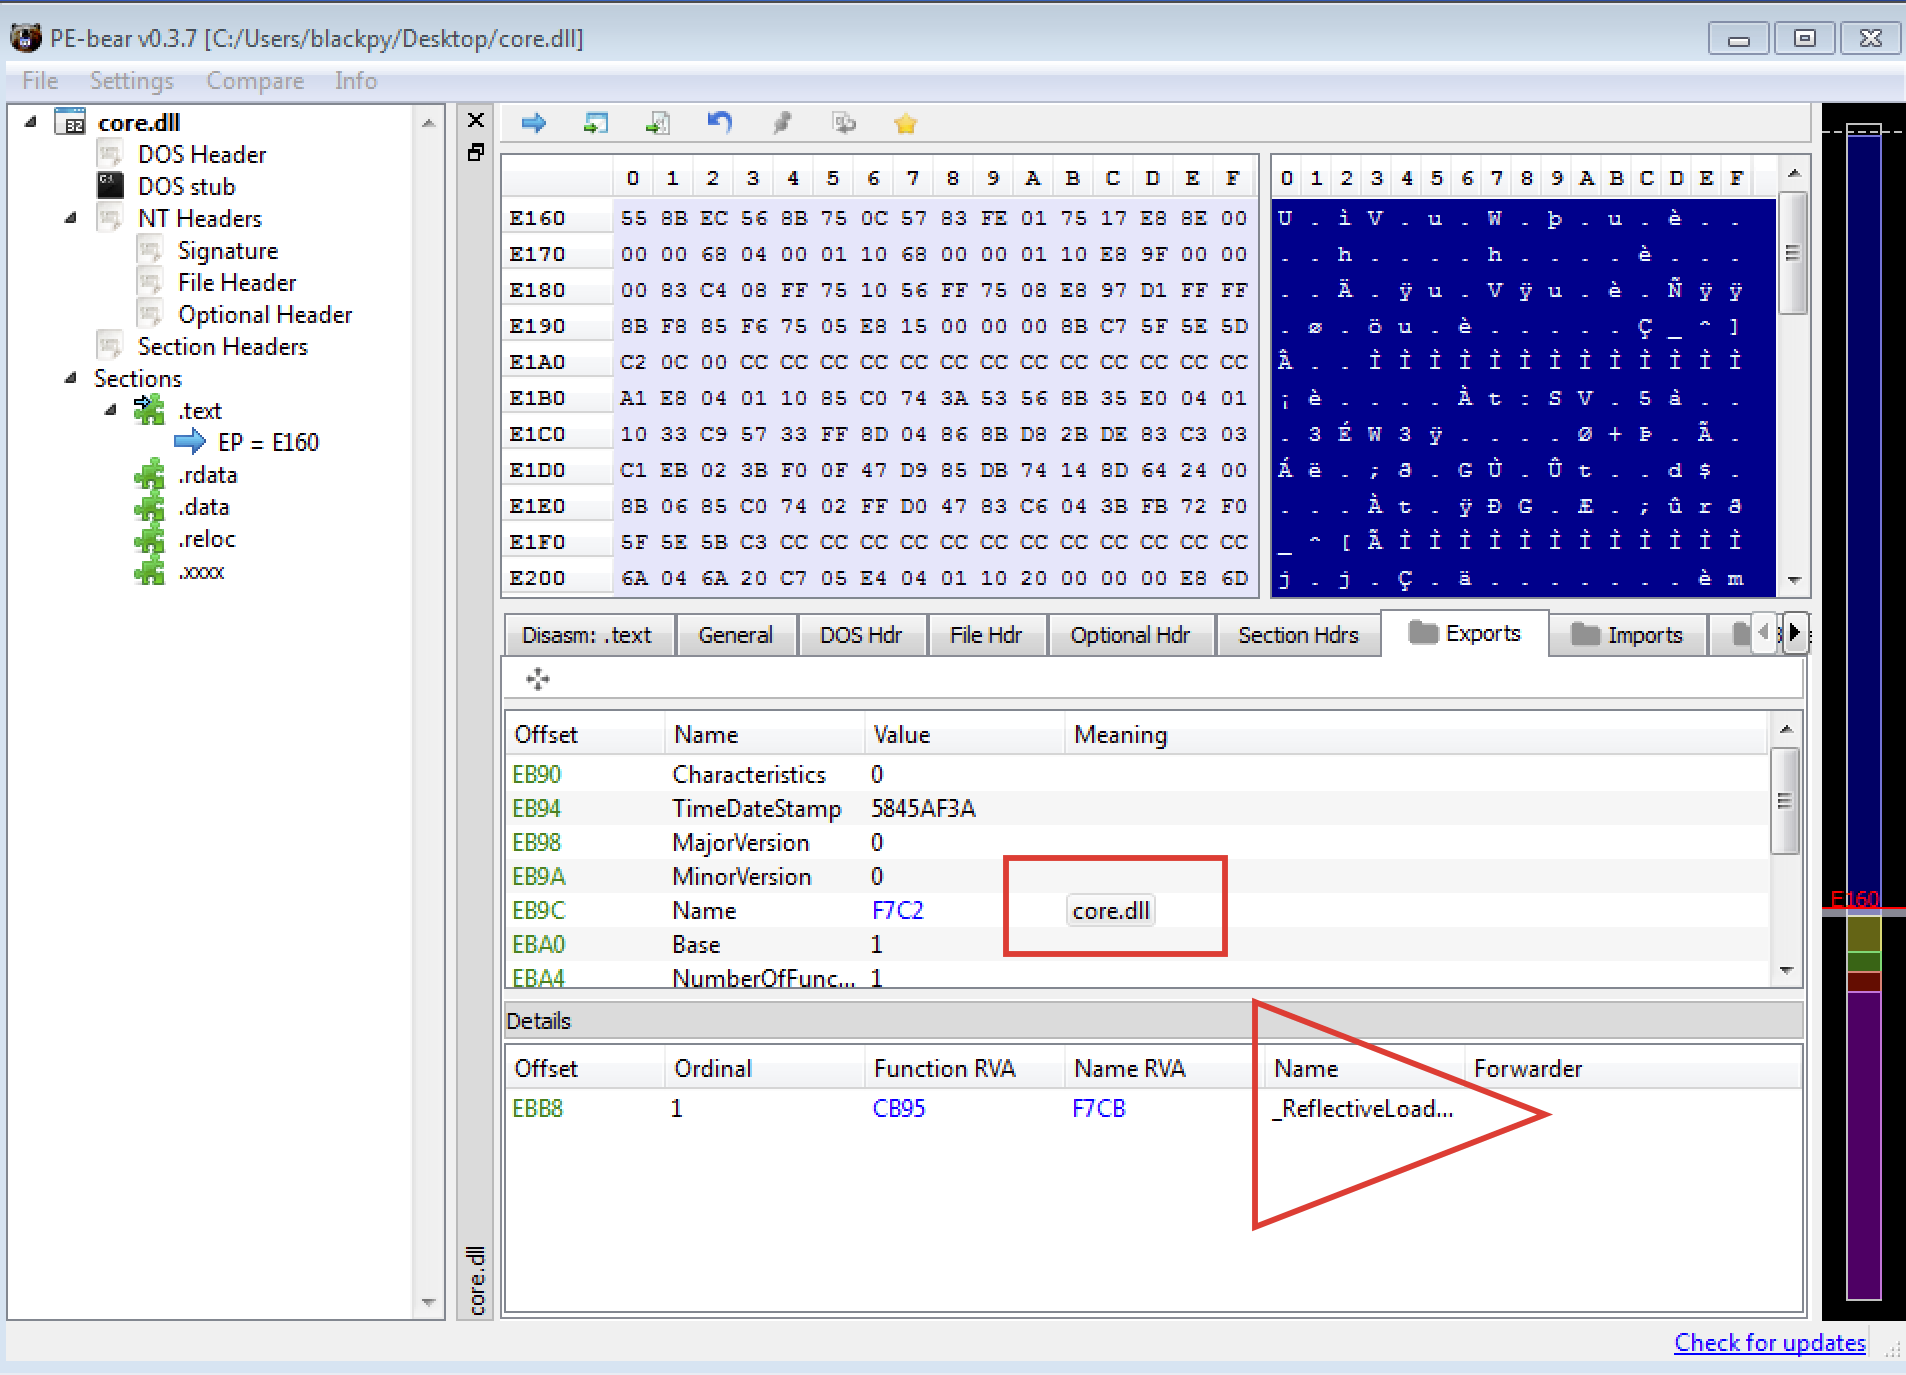 PE-bear v0.3.7 [C:/Users/blackpy/Desktop/core.dll]
File Settings Compare Info
core.dll
DOS Header
DOS stub
NT Headers
Signature
File Header
Optional Header
Section Headers
Sections
.text
EP = E160
.rdata
.data
.reloc
.xxxx
core.dll
0 1 2 3 4 5 6 7 8 9 A B C D E F
E160 55 8B EC 56 8B 75 0C 57 83 FE 01 75 17 E8 8E 00
E170 00 00 68 04 00 01 10 68 00 00 01 10 E8 9F 00 00
E180 00 83 C4 08 FF 75 10 56 FF 75 08 E8 97 D1 FF FF
E190 8B F8 85 F6 75 05 E8 15 00 00 00 8B C7 5F 5E 5D
E1A0 C2 0C 00 CC CC CC CC CC CC CC CC CC CC CC CC CC
E1B0 A1 E8 04 01 10 85 C0 74 3A 53 56 8B 35 E0 04 01
E1C0 10 33 C9 57 33 FF 8D 04 86 8B D8 2B DE 83 C3 03
E1D0 C1 EB 02 3B F0 0F 47 D9 85 DB 74 14 8D 64 24 00
E1E0 8B 06 85 C0 74 02 FF D0 47 83 C6 04 3B FB 72 F0
E1F0 5F 5E 5B C3 CC CC CC CC CC CC CC CC CC CC CC CC
E200 6A 04 6A 20 C7 05 E4 04 01 10 20 00 00 00 E8 6D
0 1 2 3 4 5 6 7 8 9 A B C D E F
U . ì V . u . W . þ . u . è . .
. . h . . . . h . . . . è . . .
. . Ä . ÿ u . V ÿ u . è . Ñ ÿ ÿ
. ø . ö u . è . . . . . Ç _ ^ ]
Â . . Ì Ì Ì Ì Ì Ì Ì Ì Ì Ì Ì Ì Ì
¡ è . . . . À t : S V . 5 à . .
. 3 É W 3 ÿ . . . . Ø + Þ . Ã .
Á ë . ; ð . G Ù . Û t . . d $ .
. . . À t . ÿ Ð G . Æ . ; û r ð
_ ^ [ Ã Ì Ì Ì Ì Ì Ì Ì Ì Ì Ì Ì Ì
j . j . Ç . ä . . . . . . . è m
Disasm: .text General DOS Hdr File Hdr Optional Hdr Section Hdrs Exports Imports
Offset Name Value Meaning
EB90 Characteristics 0
EB94 TimeDateStamp 5845AF3A
EB98 MajorVersion 0
EB9A MinorVersion 0
EB9C Name F7C2 core.dll
EBA0 Base 1
EBA4 NumberOfFunc... 1
Details
Offset Ordinal Function RVA Name RVA Name Forwarder
EBB8 1 CB95 F7CB _ReflectiveLoad...
E160
Check for updates